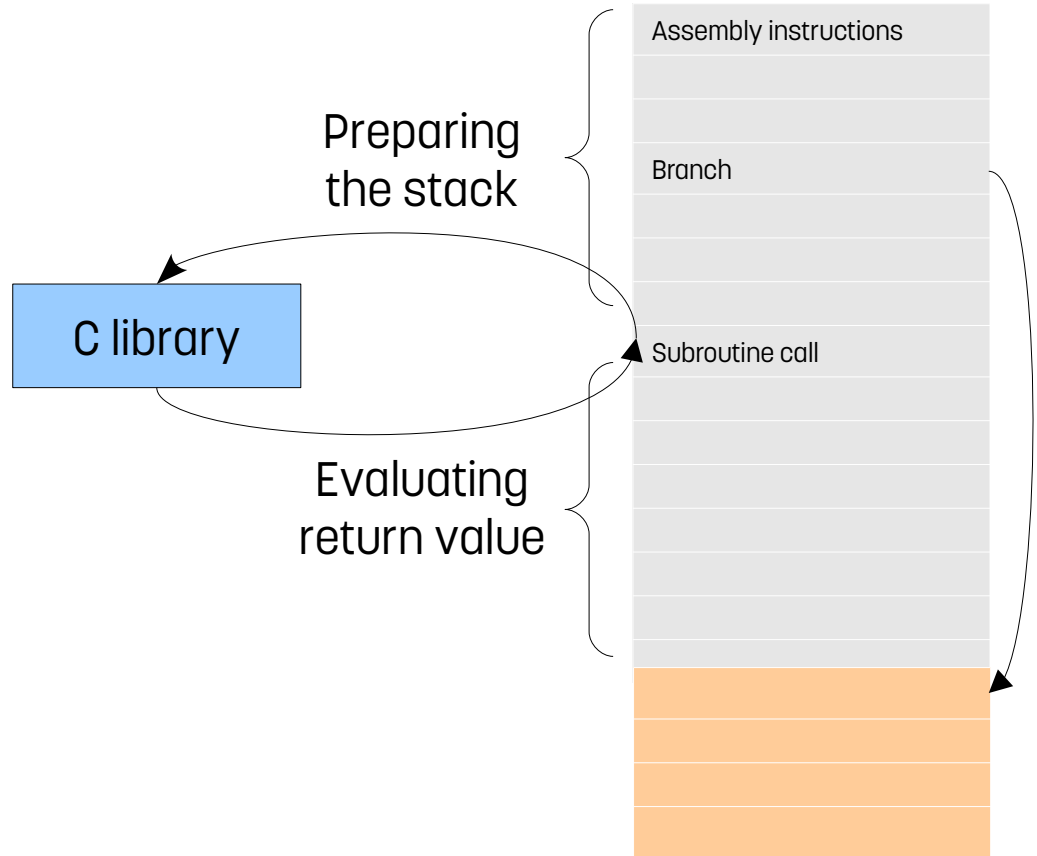 Assembly instructions
Preparing
the stack
Branch
C library
Subroutine call
Evaluating
return value